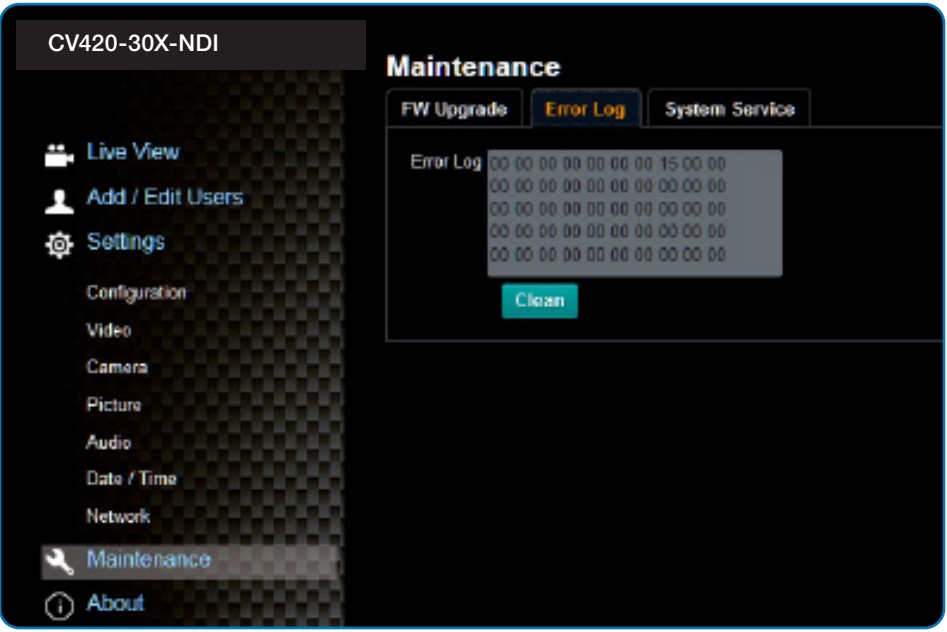 CV420-30X-NDI
Live View
Add / Edit Users
Settings
Configuration
Video
Camera
Picture
Audio
Date / Time
Network
Maintenance
About
Maintenance
FW Upgrade Error Log System Service
Error Log 00 00 00 00 00 00 00 15 00 00
00 00 00 00 00 00 00 00 00 00
00 00 00 00 00 00 00 00 00 00
00 00 00 00 00 00 00 00 00 00
00 00 00 00 00 00 00 00 00 00
Clean